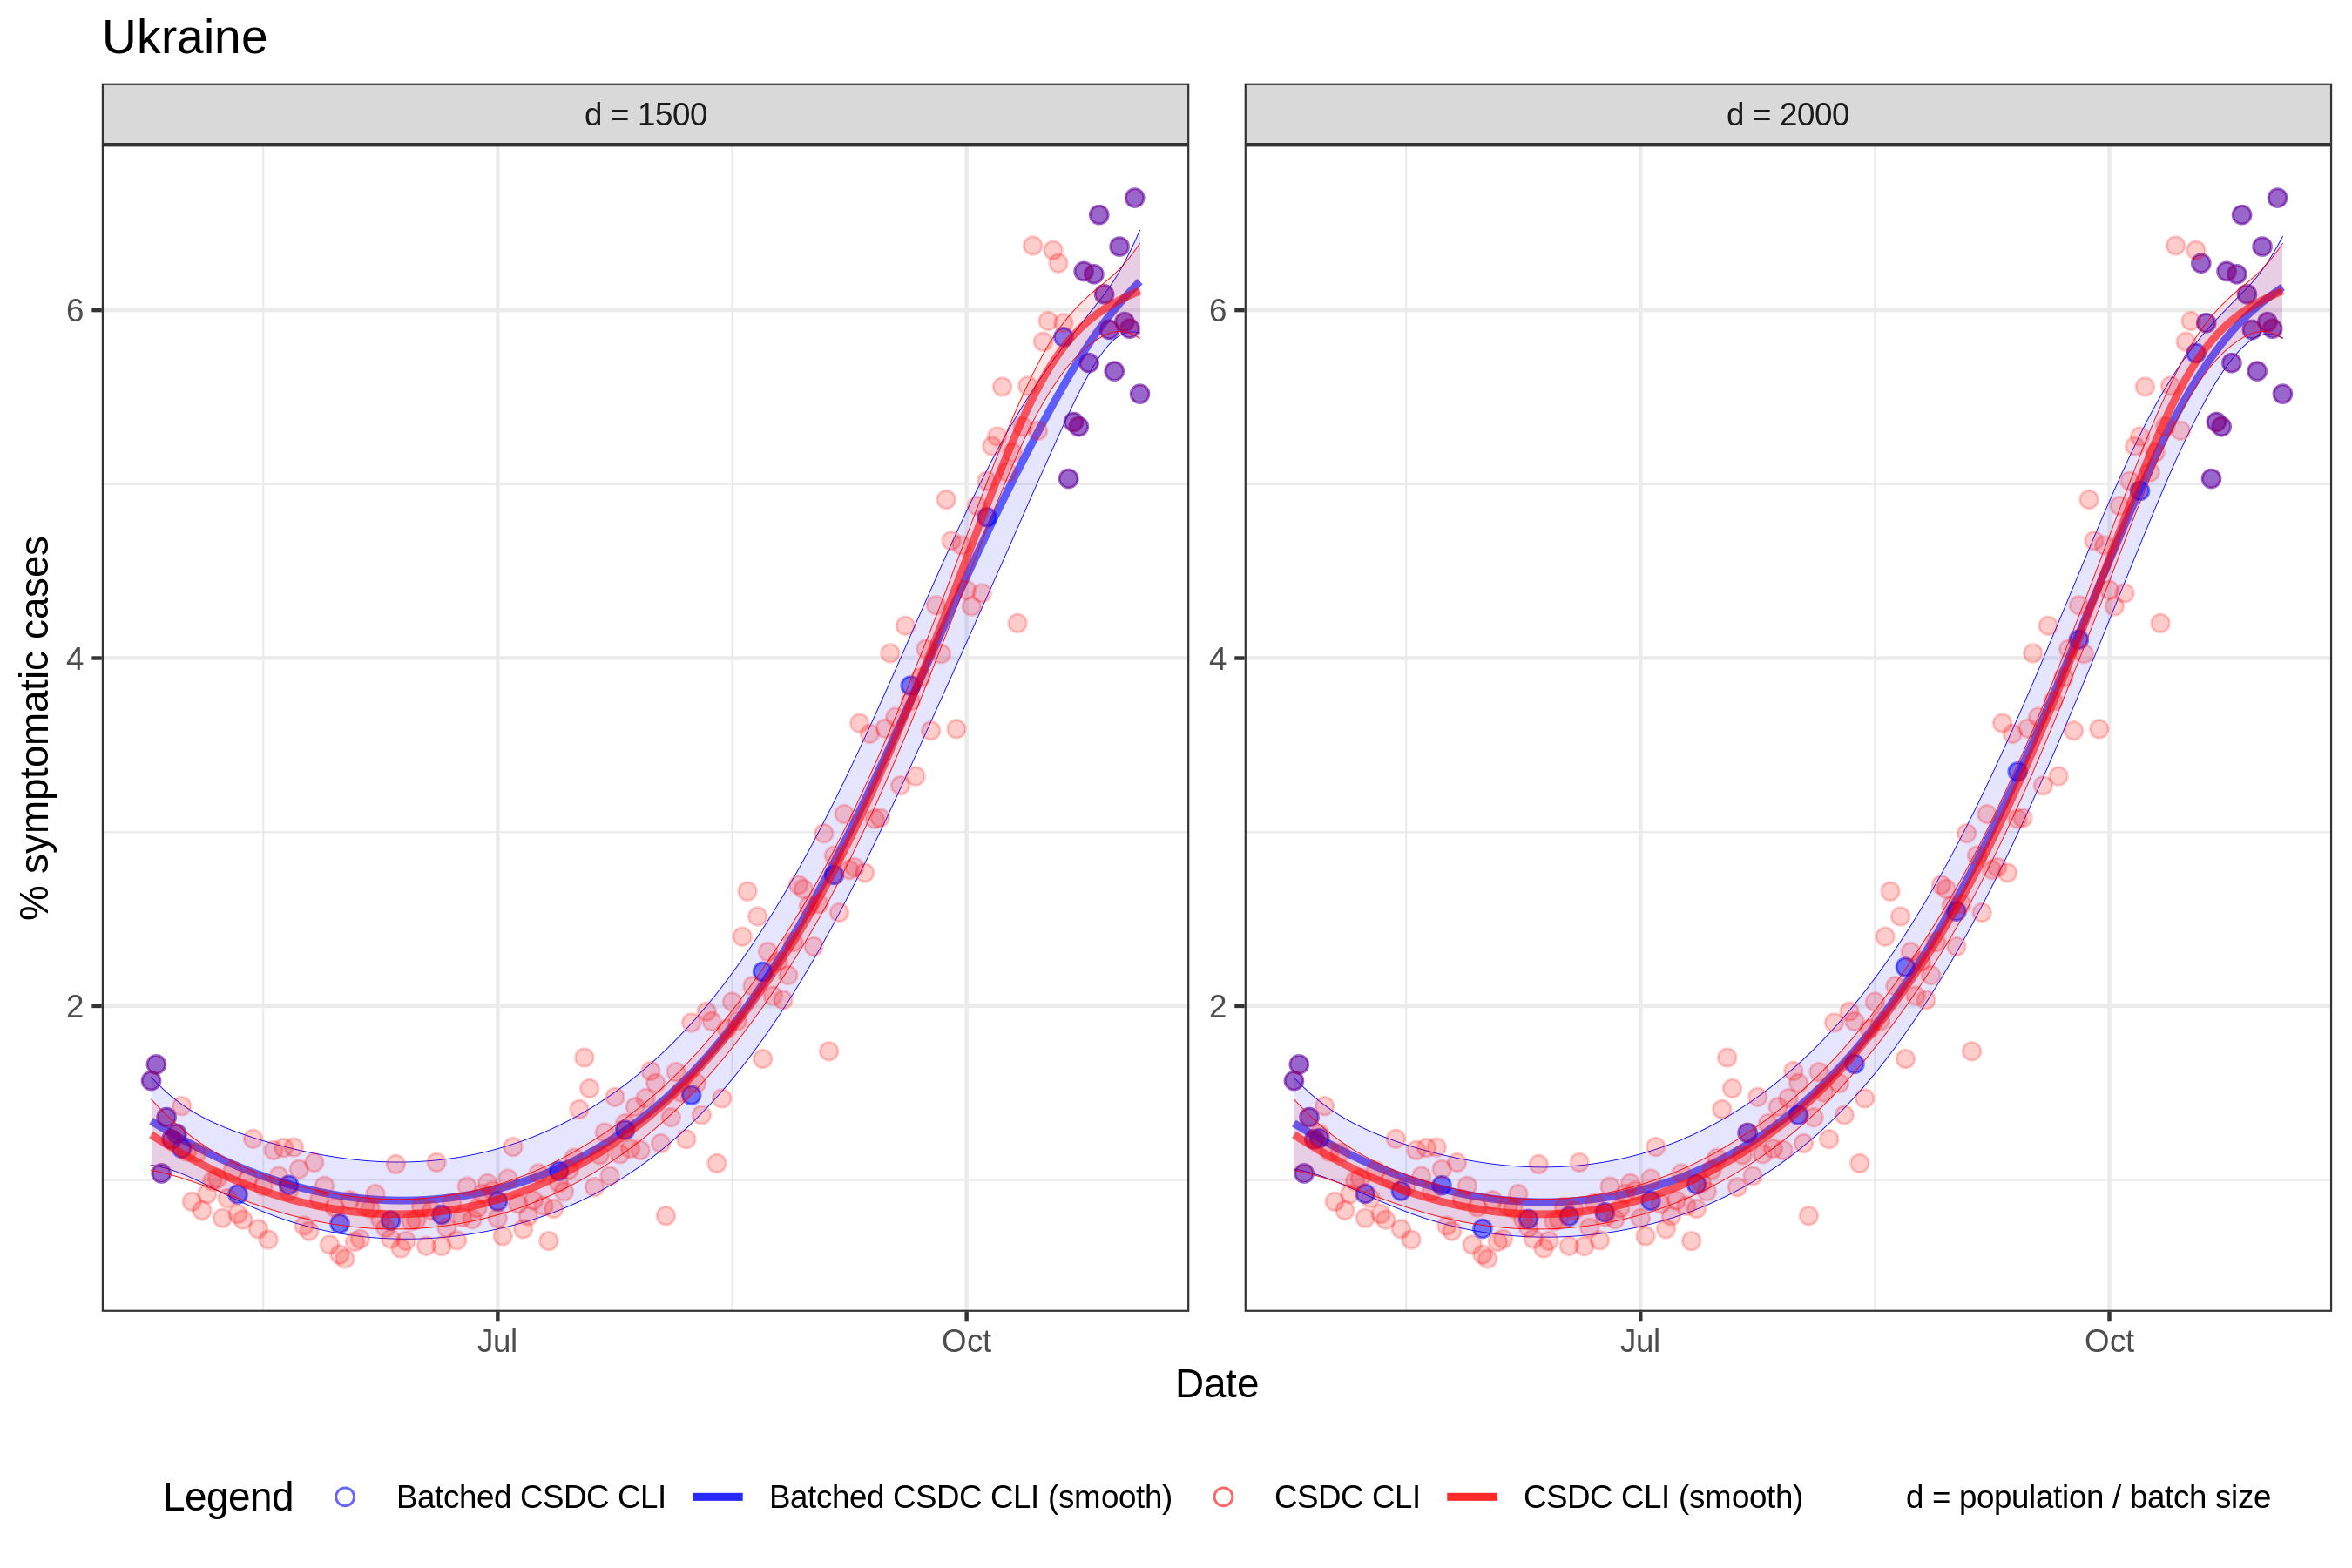 Ukraine
d = 1500
d = 2000
% symptomatic cases
6
4
2
6
4
2
Jul
Oct
Jul
Oct
Date
Legend
Batched CSDC CLI
Batched CSDC CLI (smooth)
CSDC CLI
CSDC CLI (smooth)
d = population / batch size